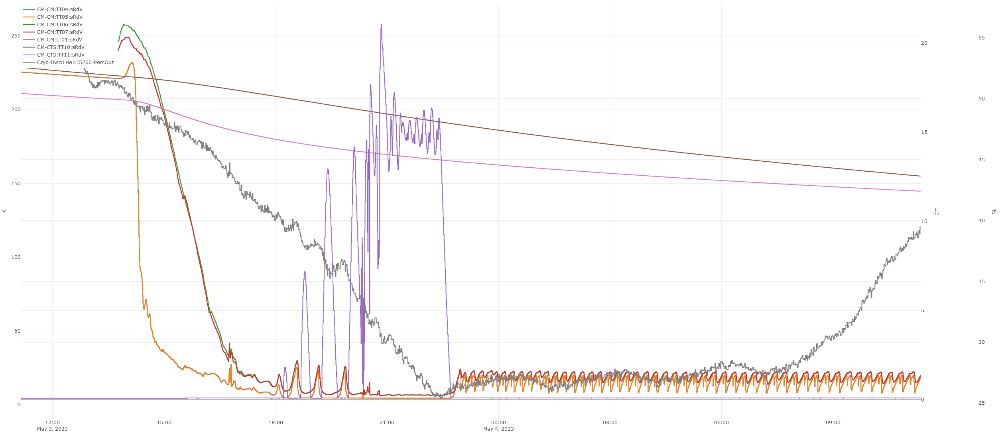 CM-CM:TT04:sRdV
CM-CM:TT05:sRdV
CM-CM:TT06:sRdV
CM-CM:TT07:sRdV
CM-CM:LT01:sRdV
CM-CTS:TT10:sRdV
CM-CTS:TT11:sRdV
Cryo-Dwr:LHe:LI5200-PercOut
250
200
150
100
50
0
K
20
15
10
5
0
cm
55
50
45
40
35
30
25
%
12:00 15:00 18:00 21:00 00:00 03:00 06:00 09:00
May 3, 2023 May 4, 2023